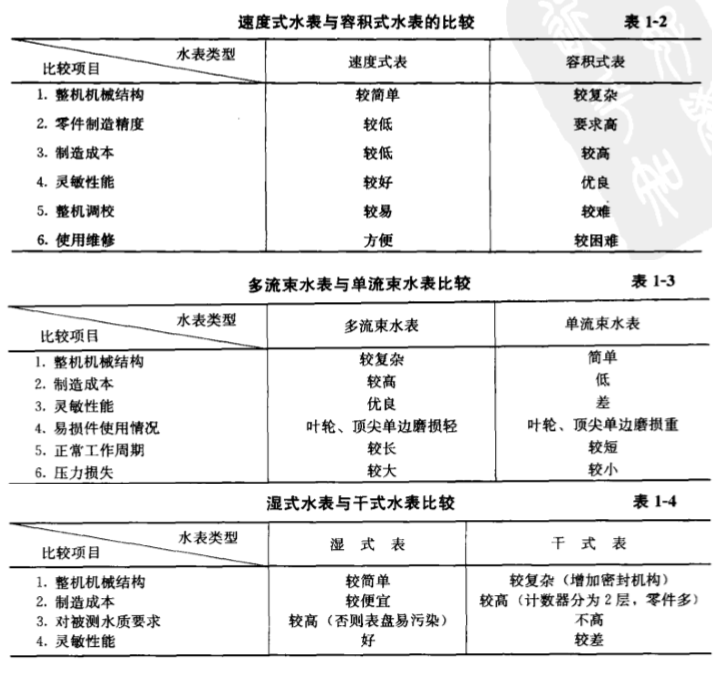 速度式水表与容积式水表的比较 表 1-2
水表类型
比较项目 速度式表 容积式表
1. 整机机械结构 较简单 较复杂
2. 零件制造精度 较低 要求高
3. 制造成本 较低 较高
4. 灵敏性能 较好 优良
5. 整机调校 较易 较难
6. 使用维修 方便 较困难
多流束水表与单流束水表比较 表 1-3
水表类型
比较项目 多流束水表 单流束水表
1. 整机机械结构 较复杂 简单
2. 制造成本 较高 低
3. 灵敏性能 优良 差
4. 易损件使用情况 叶轮、顶尖单边磨损轻 叶轮、顶尖单边磨损重
5. 正常工作周期 较长 较短
6. 压力损失 较大 较小
湿式水表与干式水表比较 表 1-4
水表类型
比较项目 湿 式 表 干 式 表
1. 整机机械结构 较简单 较复杂（增加密封机构）
2. 制造成本 较便宜 较高（计数器分为 2 层，零件多）
3. 对被测水质要求 较高（否则表盘易污染） 不高
4. 灵敏性能 好 较差